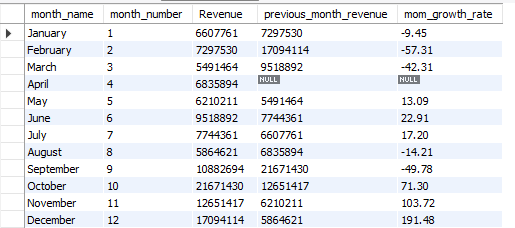 month_name month_number Revenue previous_month_revenue mom_growth_rate
January 1 6607761 7297530 -9.45
February 2 7297530 17094114 -57.31
March 3 5491464 9518892 -42.31
April 4 6835894 NULL NULL
May 5 6210211 5491464 13.09
June 6 9518892 7744361 22.91
July 7 7744361 6607761 17.20
August 8 5864621 6835894 -14.21
September 9 10882694 21671430 -49.78
October 10 21671430 12651417 71.30
November 11 12651417 6210211 103.72
December 12 17094114 5864621 191.48